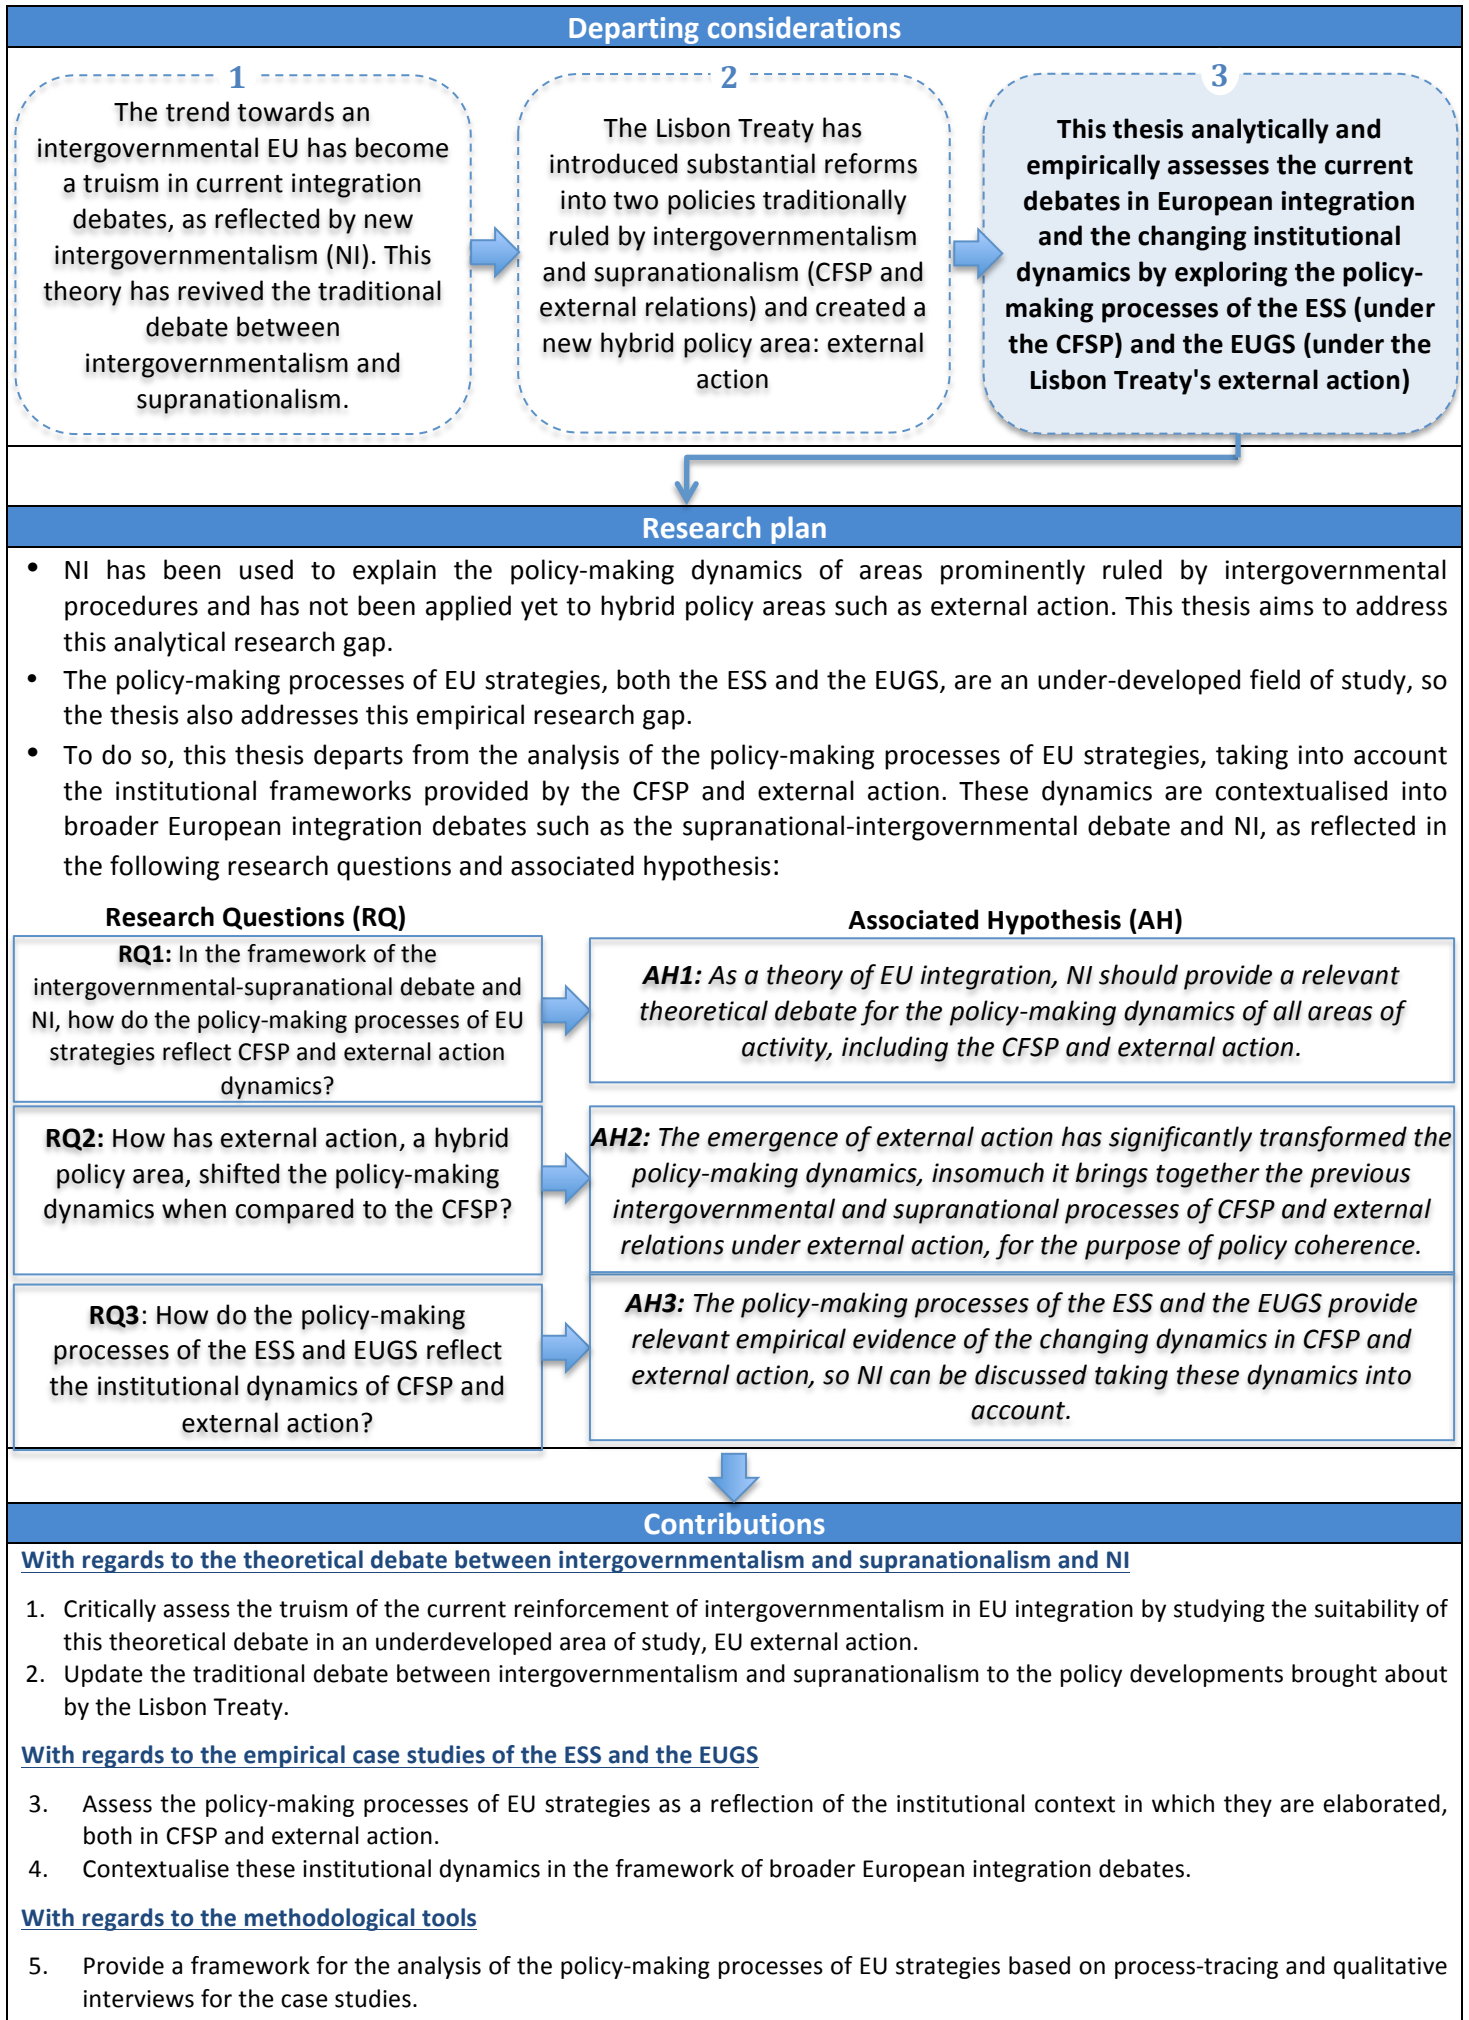 Departing considerations
1
The trend towards an
intergovernmental EU has become
a truism in current integration
debates, as reflected by new
intergovernmentalism (NI). This
theory has revived the traditional
debate between
intergovernmentalism and
supranationalism.
2
The Lisbon Treaty has
introduced substantial reforms
into two policies traditionally
ruled by intergovernmentalism
and supranationalism (CFSP and
external relations) and created a
new hybrid policy area: external
action
3
This thesis analytically and
empirically assesses the current
debates in European integration
and the changing institutional
dynamics by exploring the policy-
making processes of the ESS (under
the CFSP) and the EUGS (under the
Lisbon Treaty's external action)
Research plan
• NI has been used to explain the policy-making dynamics of areas prominently ruled by intergovernmental
procedures and has not been applied yet to hybrid policy areas such as external action. This thesis aims to address
this analytical research gap.
• The policy-making processes of EU strategies, both the ESS and the EUGS, are an under-developed field of study, so
the thesis also addresses this empirical research gap.
• To do so, this thesis departs from the analysis of the policy-making processes of EU strategies, taking into account
the institutional frameworks provided by the CFSP and external action. These dynamics are contextualised into
broader European integration debates such as the supranational-intergovernmental debate and NI, as reflected in
the following research questions and associated hypothesis:
Research Questions (RQ)
Associated Hypothesis (AH)
RQ1: In the framework of the
intergovernmental-supranational debate and
NI, how do the policy-making processes of EU
strategies reflect CFSP and external action
dynamics?
AH1: As a theory of EU integration, NI should provide a relevant
theoretical debate for the policy-making dynamics of all areas of
activity, including the CFSP and external action.
RQ2: How has external action, a hybrid
policy area, shifted the policy-making
dynamics when compared to the CFSP?
AH2: The emergence of external action has significantly transformed the
policy-making dynamics, insomuch it brings together the previous
intergovernmental and supranational processes of CFSP and external
relations under external action, for the purpose of policy coherence.
RQ3: How do the policy-making
processes of the ESS and EUGS reflect
the institutional dynamics of CFSP and
external action?
AH3: The policy-making processes of the ESS and the EUGS provide
relevant empirical evidence of the changing dynamics in CFSP and
external action, so NI can be discussed taking these dynamics into
account.
Contributions
With regards to the theoretical debate between intergovernmentalism and supranationalism and NI
1. Critically assess the truism of the current reinforcement of intergovernmentalism in EU integration by studying the suitability of
this theoretical debate in an underdeveloped area of study, EU external action.
2. Update the traditional debate between intergovernmentalism and supranationalism to the policy developments brought about
by the Lisbon Treaty.
With regards to the empirical case studies of the ESS and the EUGS
3. Assess the policy-making processes of EU strategies as a reflection of the institutional context in which they are elaborated,
both in CFSP and external action.
4. Contextualise these institutional dynamics in the framework of broader European integration debates.
With regards to the methodological tools
5. Provide a framework for the analysis of the policy-making processes of EU strategies based on process-tracing and qualitative
interviews for the case studies.